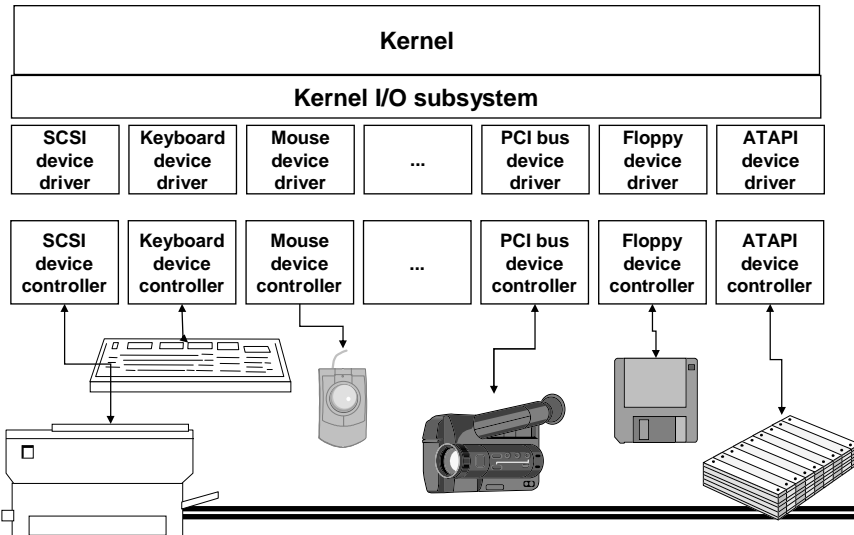 Kernel
Kernel I/O subsystem
SCSI
device
driver
Keyboard
device
driver
Mouse
device
driver
...
PCI bus
device
driver
Floppy
device
driver
ATAPI
device
driver
SCSI
device
controller
Keyboard
device
controller
Mouse
device
controller
...
PCI bus
device
controller
Floppy
device
controller
ATAPI
device
controller